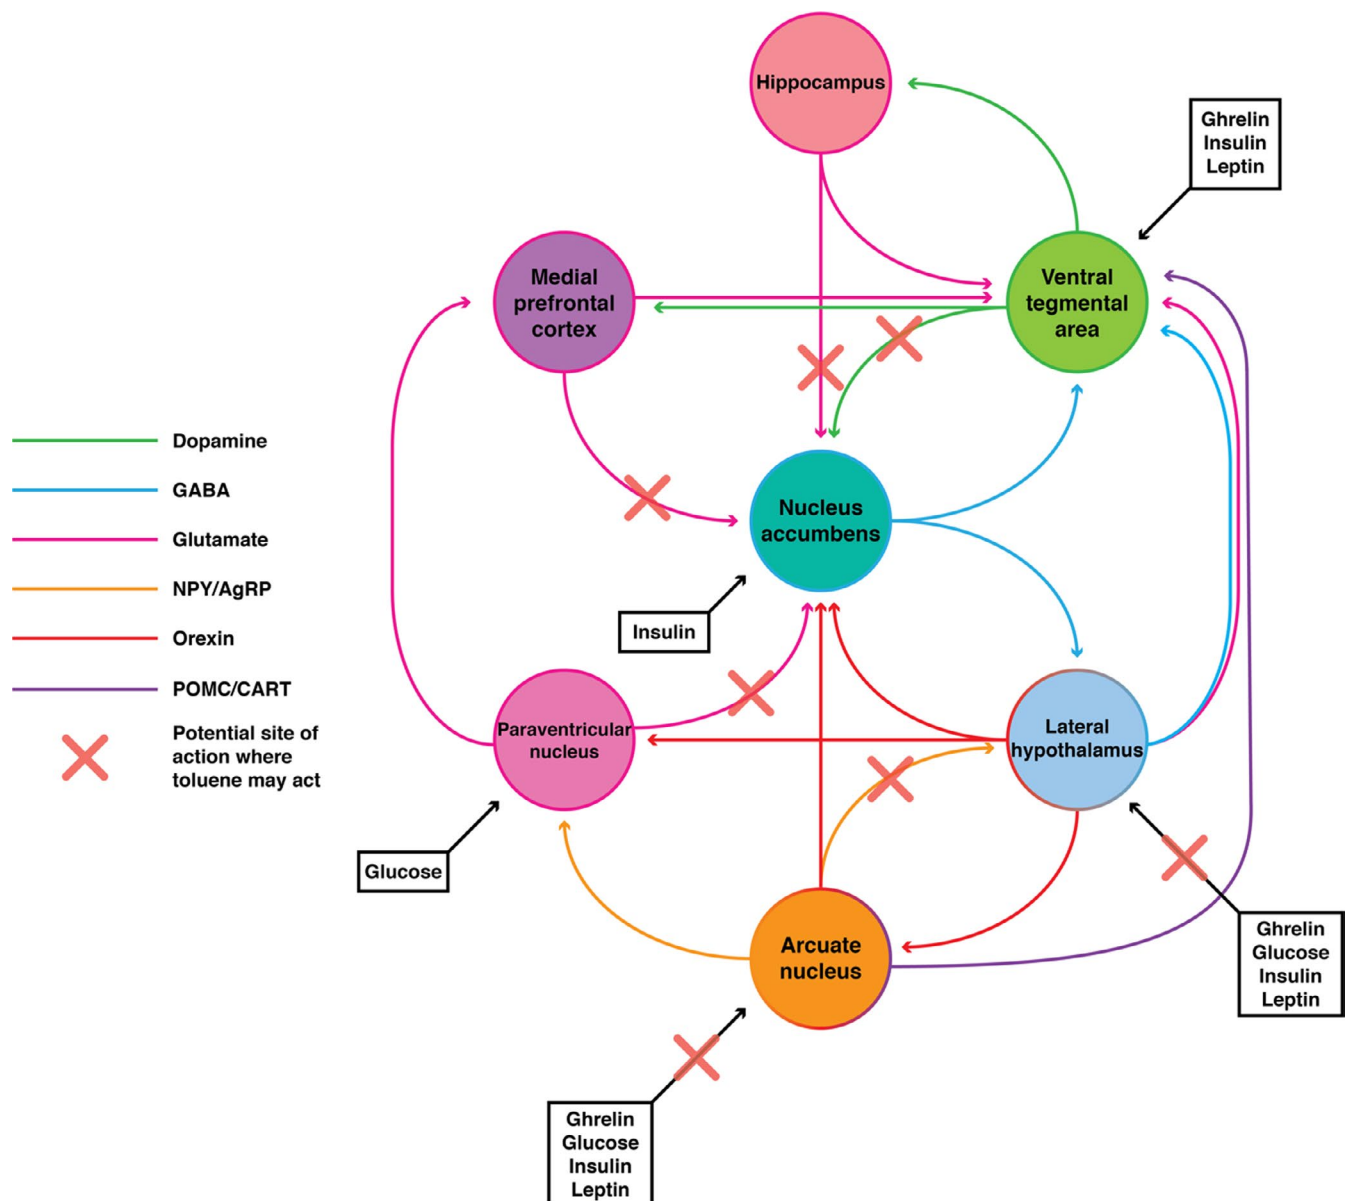 Hippocampus
Ghrelin
Insulin
Leptin
Medial
prefrontal
cortex
Ventral
tegmental
area
Dopamine
GABA
Glutamate
NPY/AgRP
Orexin
POMC/CART
Potential site of
action where
toluene may act
Nucleus
accumbens
Insulin
Paraventricular
nucleus
Lateral
hypothalamus
Glucose
Arcuate
nucleus
Ghrelin
Glucose
Insulin
Leptin
Ghrelin
Glucose
Insulin
Leptin